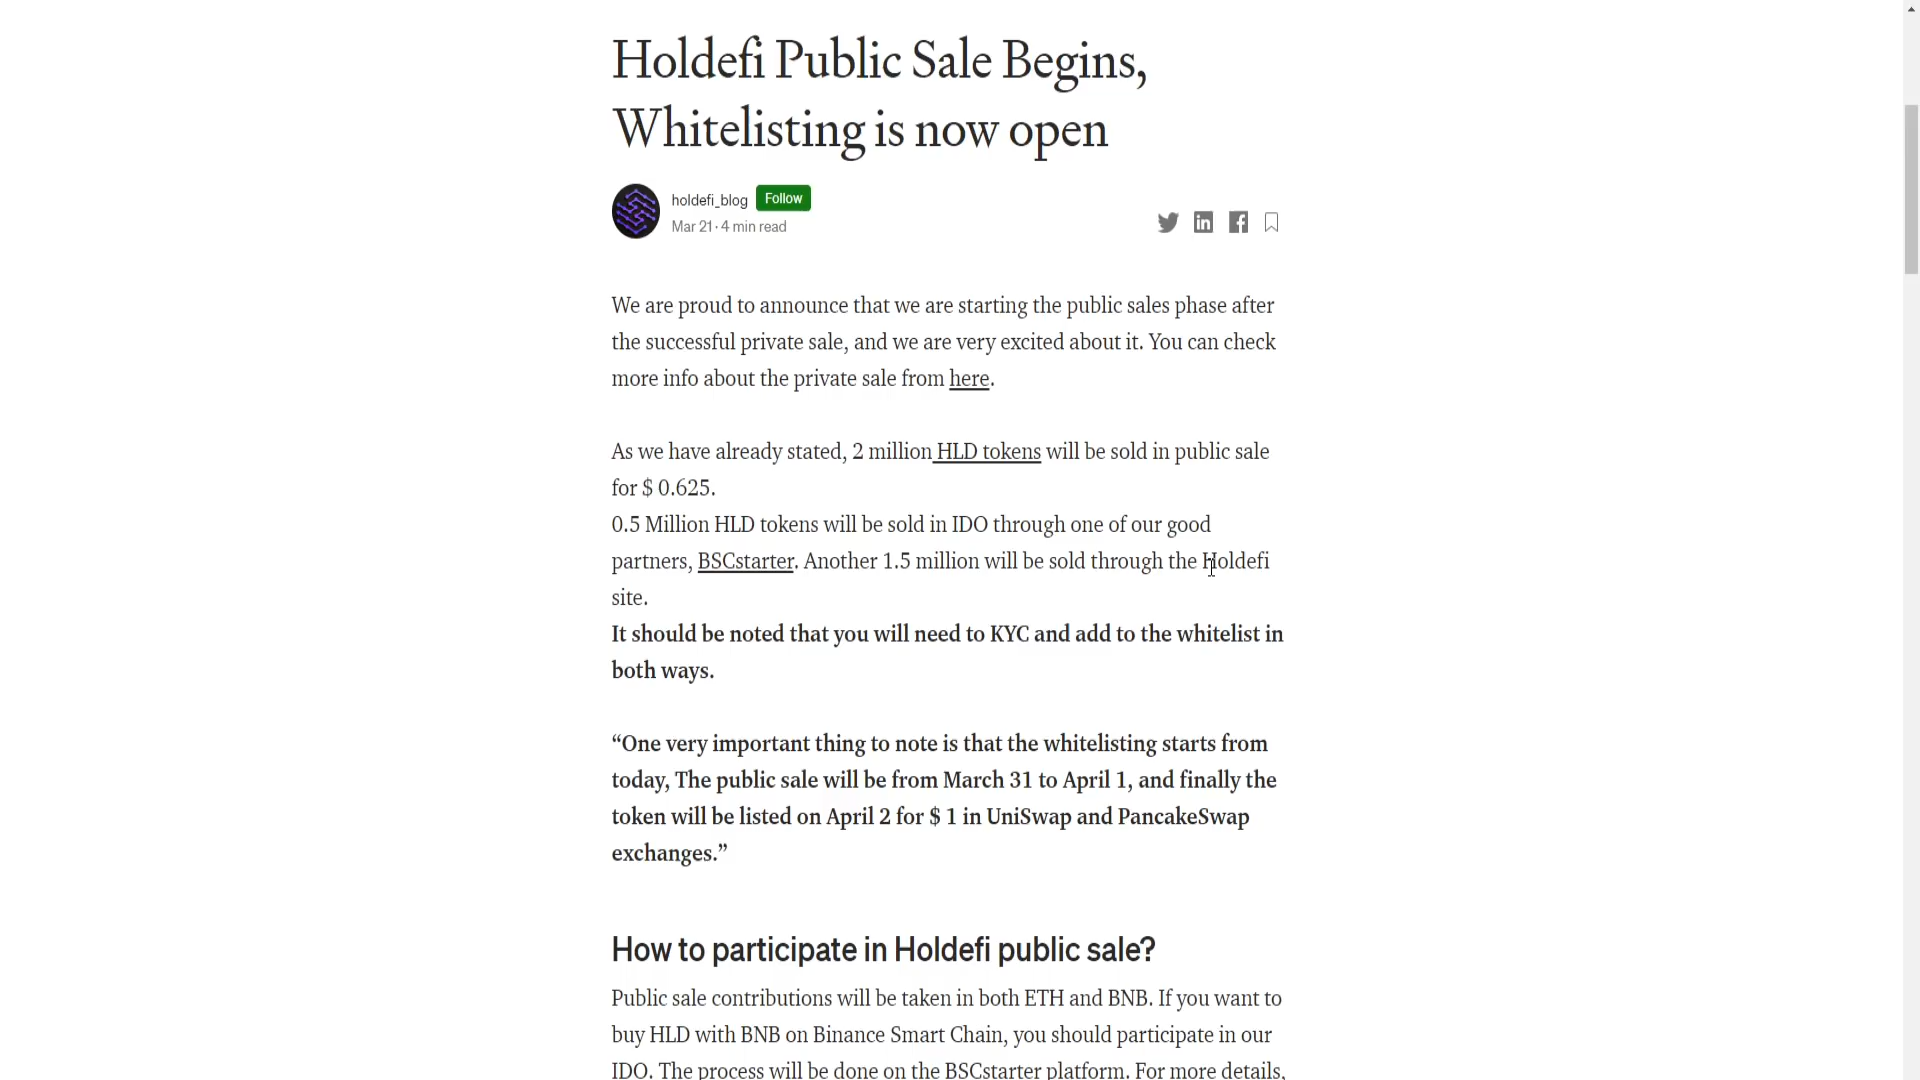 Holdefi Public Sale Begins,
Whitelisting is now open
holdefi_blog Follow
Mar 21 · 4 min read
We are proud to announce that we are starting the public sales phase after
the successful private sale, and we are very excited about it. You can check
more info about the private sale from here.
As we have already stated, 2 million HLD tokens will be sold in public sale
for $ 0.625.
0.5 Million HLD tokens will be sold in IDO through one of our good
partners, BSCstarter. Another 1.5 million will be sold through the Holdefi
site.
It should be noted that you will need to KYC and add to the whitelist in
both ways.
“One very important thing to note is that the whitelisting starts from
today, The public sale will be from March 31 to April 1, and finally the
token will be listed on April 2 for $ 1 in UniSwap and PancakeSwap
exchanges.”
How to participate in Holdefi public sale?
Public sale contributions will be taken in both ETH and BNB. If you want to
buy HLD with BNB on Binance Smart Chain, you should participate in our
IDO. The process will be done on the BSCstarter platform. For more details,